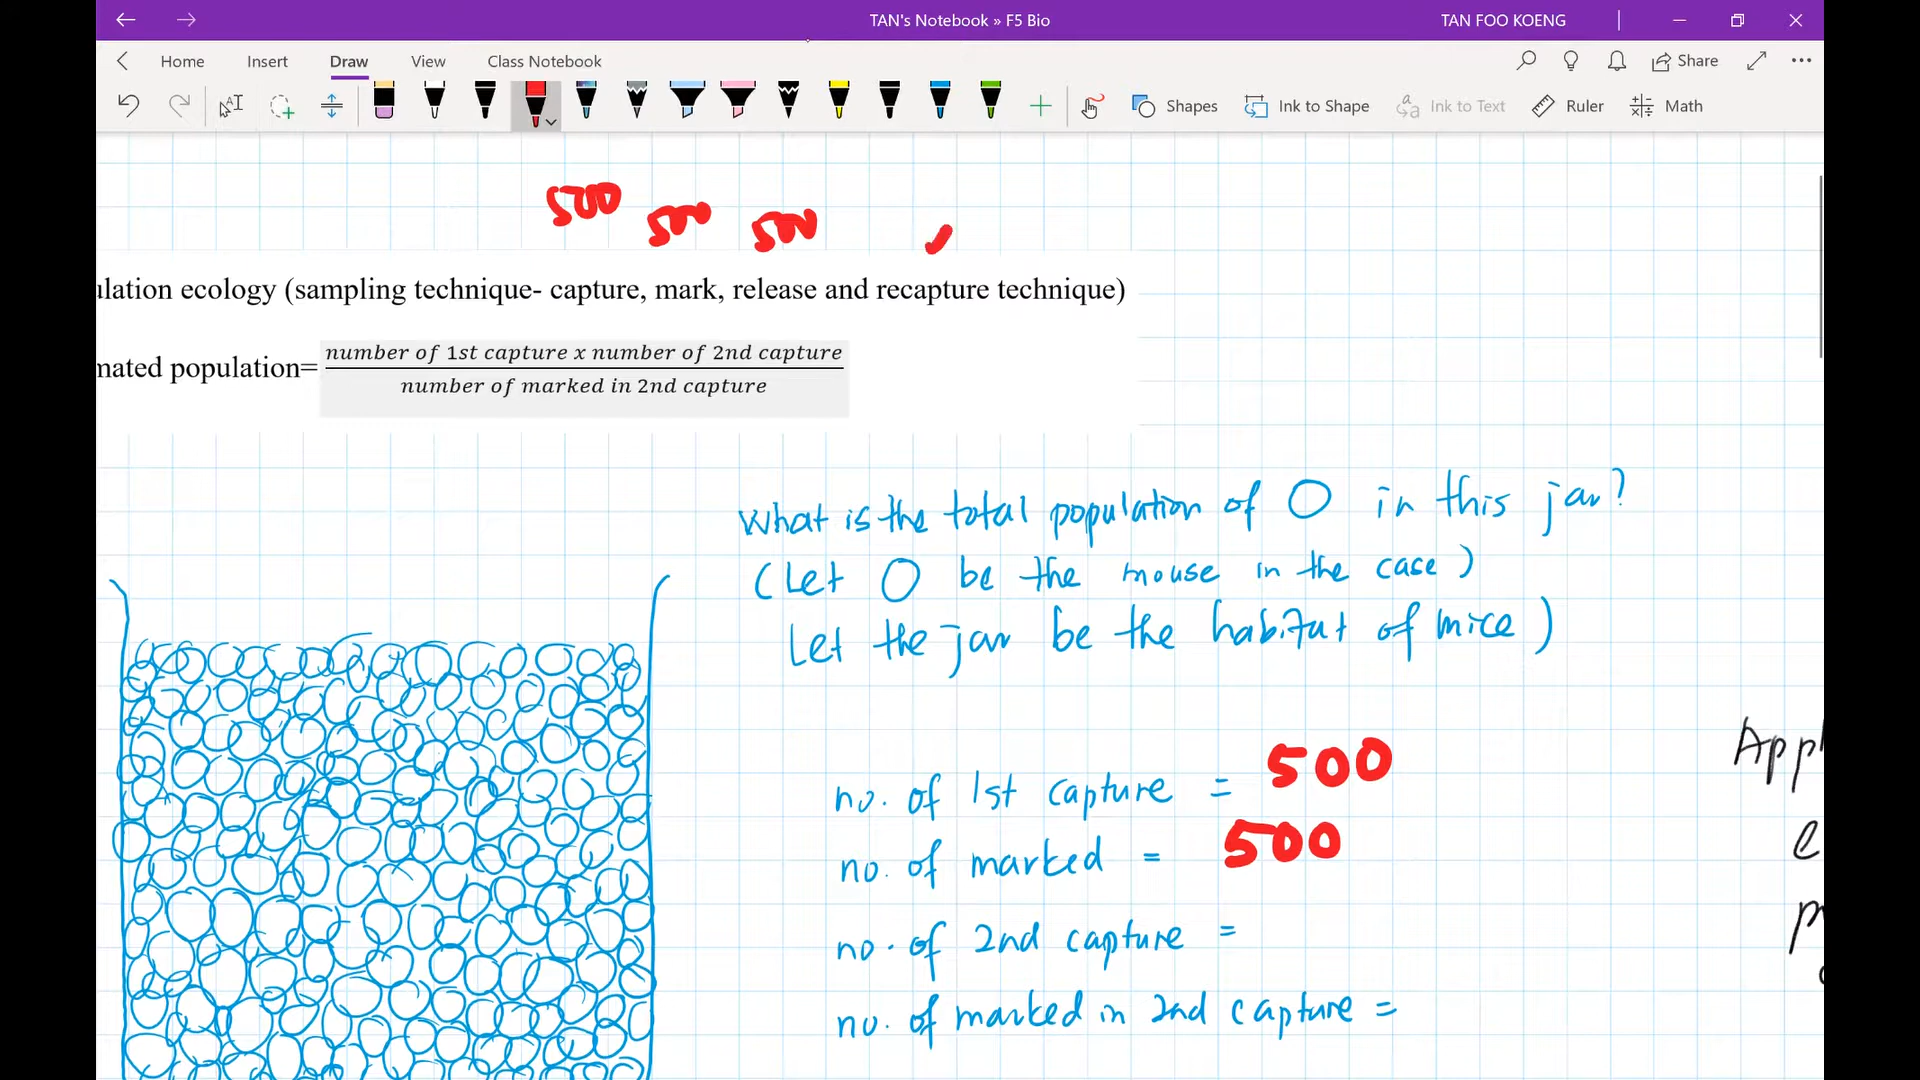 TAN's Notebook » F5 Bio
TAN FOO KOENG
Home Insert Draw View Class Notebook
Share
Shapes Ink to Shape Ink to Text Ruler Math
500 500 500
ulation ecology (sampling technique- capture, mark, release and recapture technique)
mated population=
number of 1st capture x number of 2nd capture
number of marked in 2nd capture
What is the total population of O in this jar?
(Let O be the mouse in the case)
Let the jar be the habitat of mice)
no. of 1st capture = 500
no. of marked = 500
no. of 2nd capture =
no. of marked in 2nd capture =
App
e